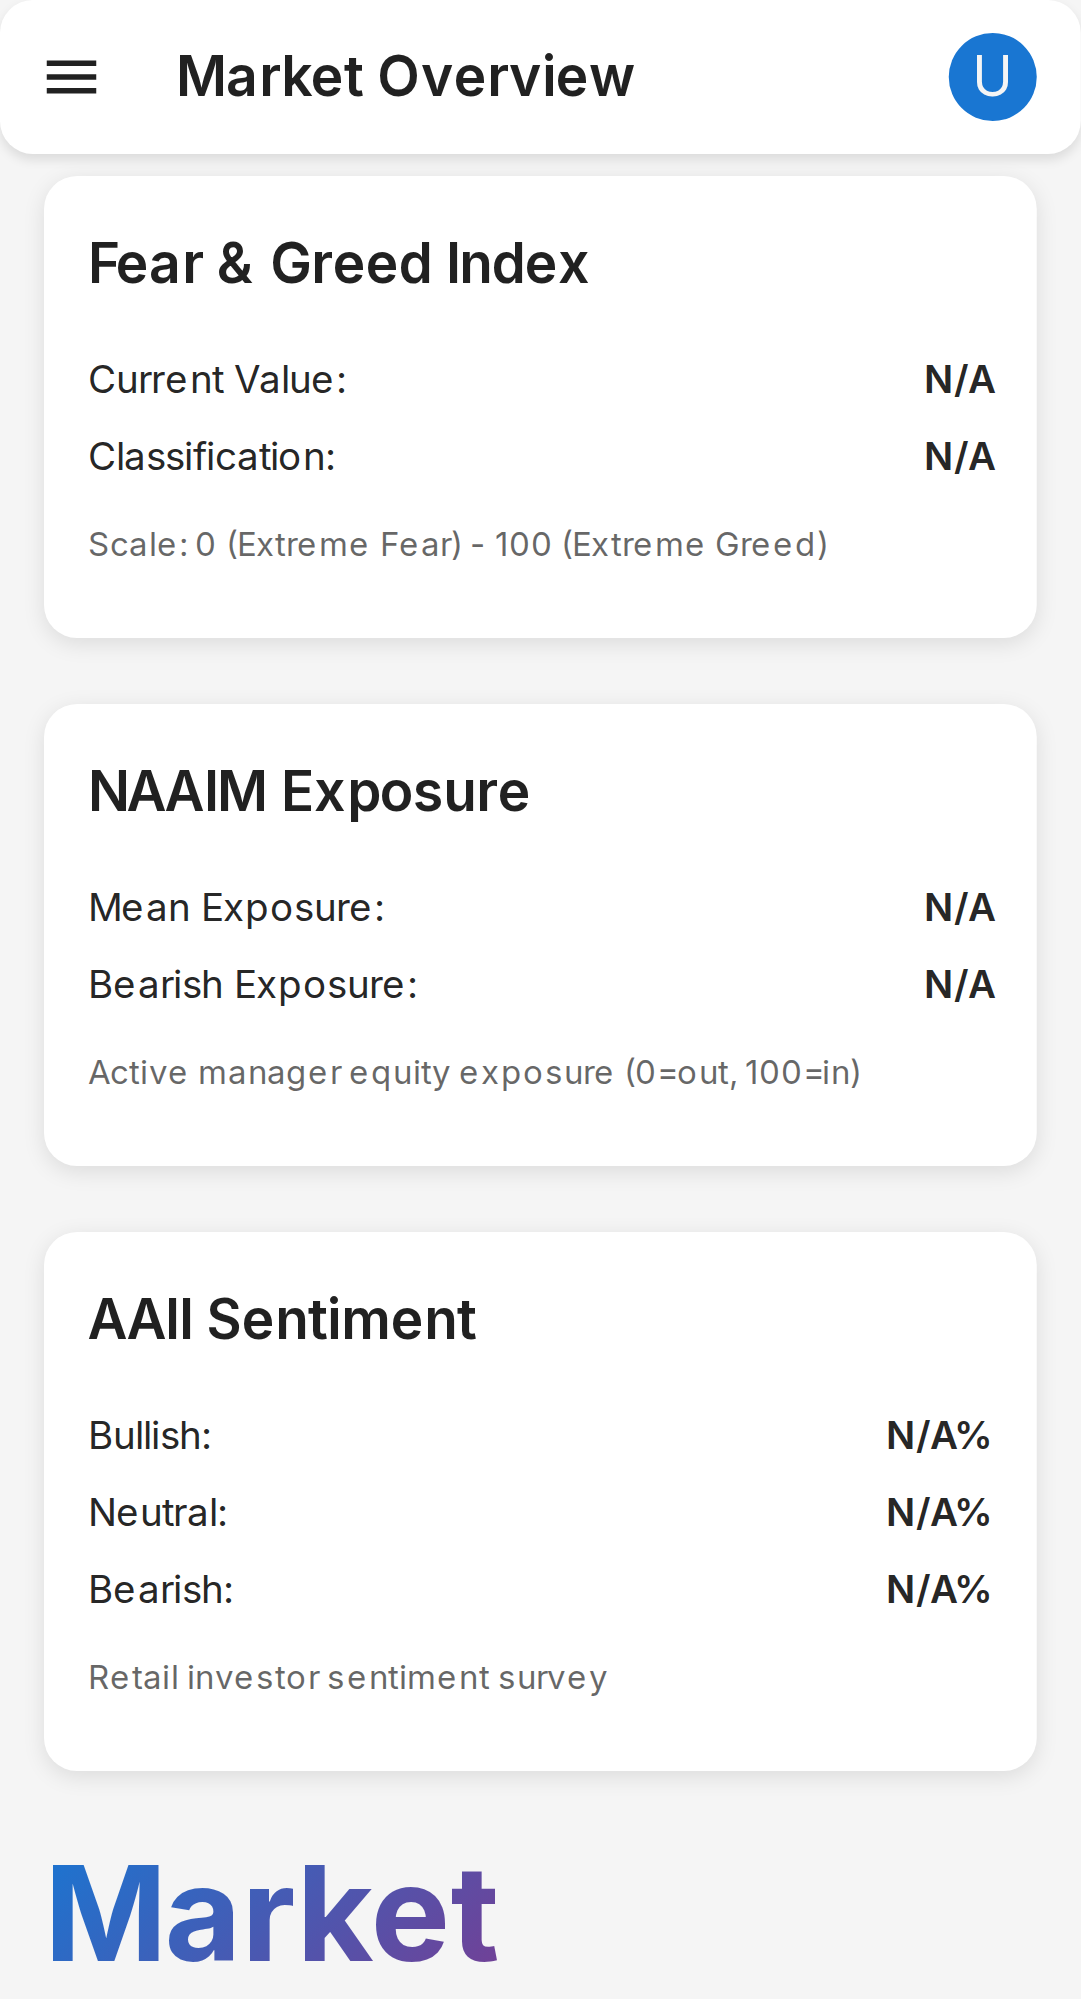 Market Overview
U
Fear & Greed Index
Current Value: N/A
Classification: N/A
Scale: 0 (Extreme Fear) - 100 (Extreme Greed)
NAAIM Exposure
Mean Exposure: N/A
Bearish Exposure: N/A
Active manager equity exposure (0=out, 100=in)
AAII Sentiment
Bullish: N/A%
Neutral: N/A%
Bearish: N/A%
Retail investor sentiment survey
Market